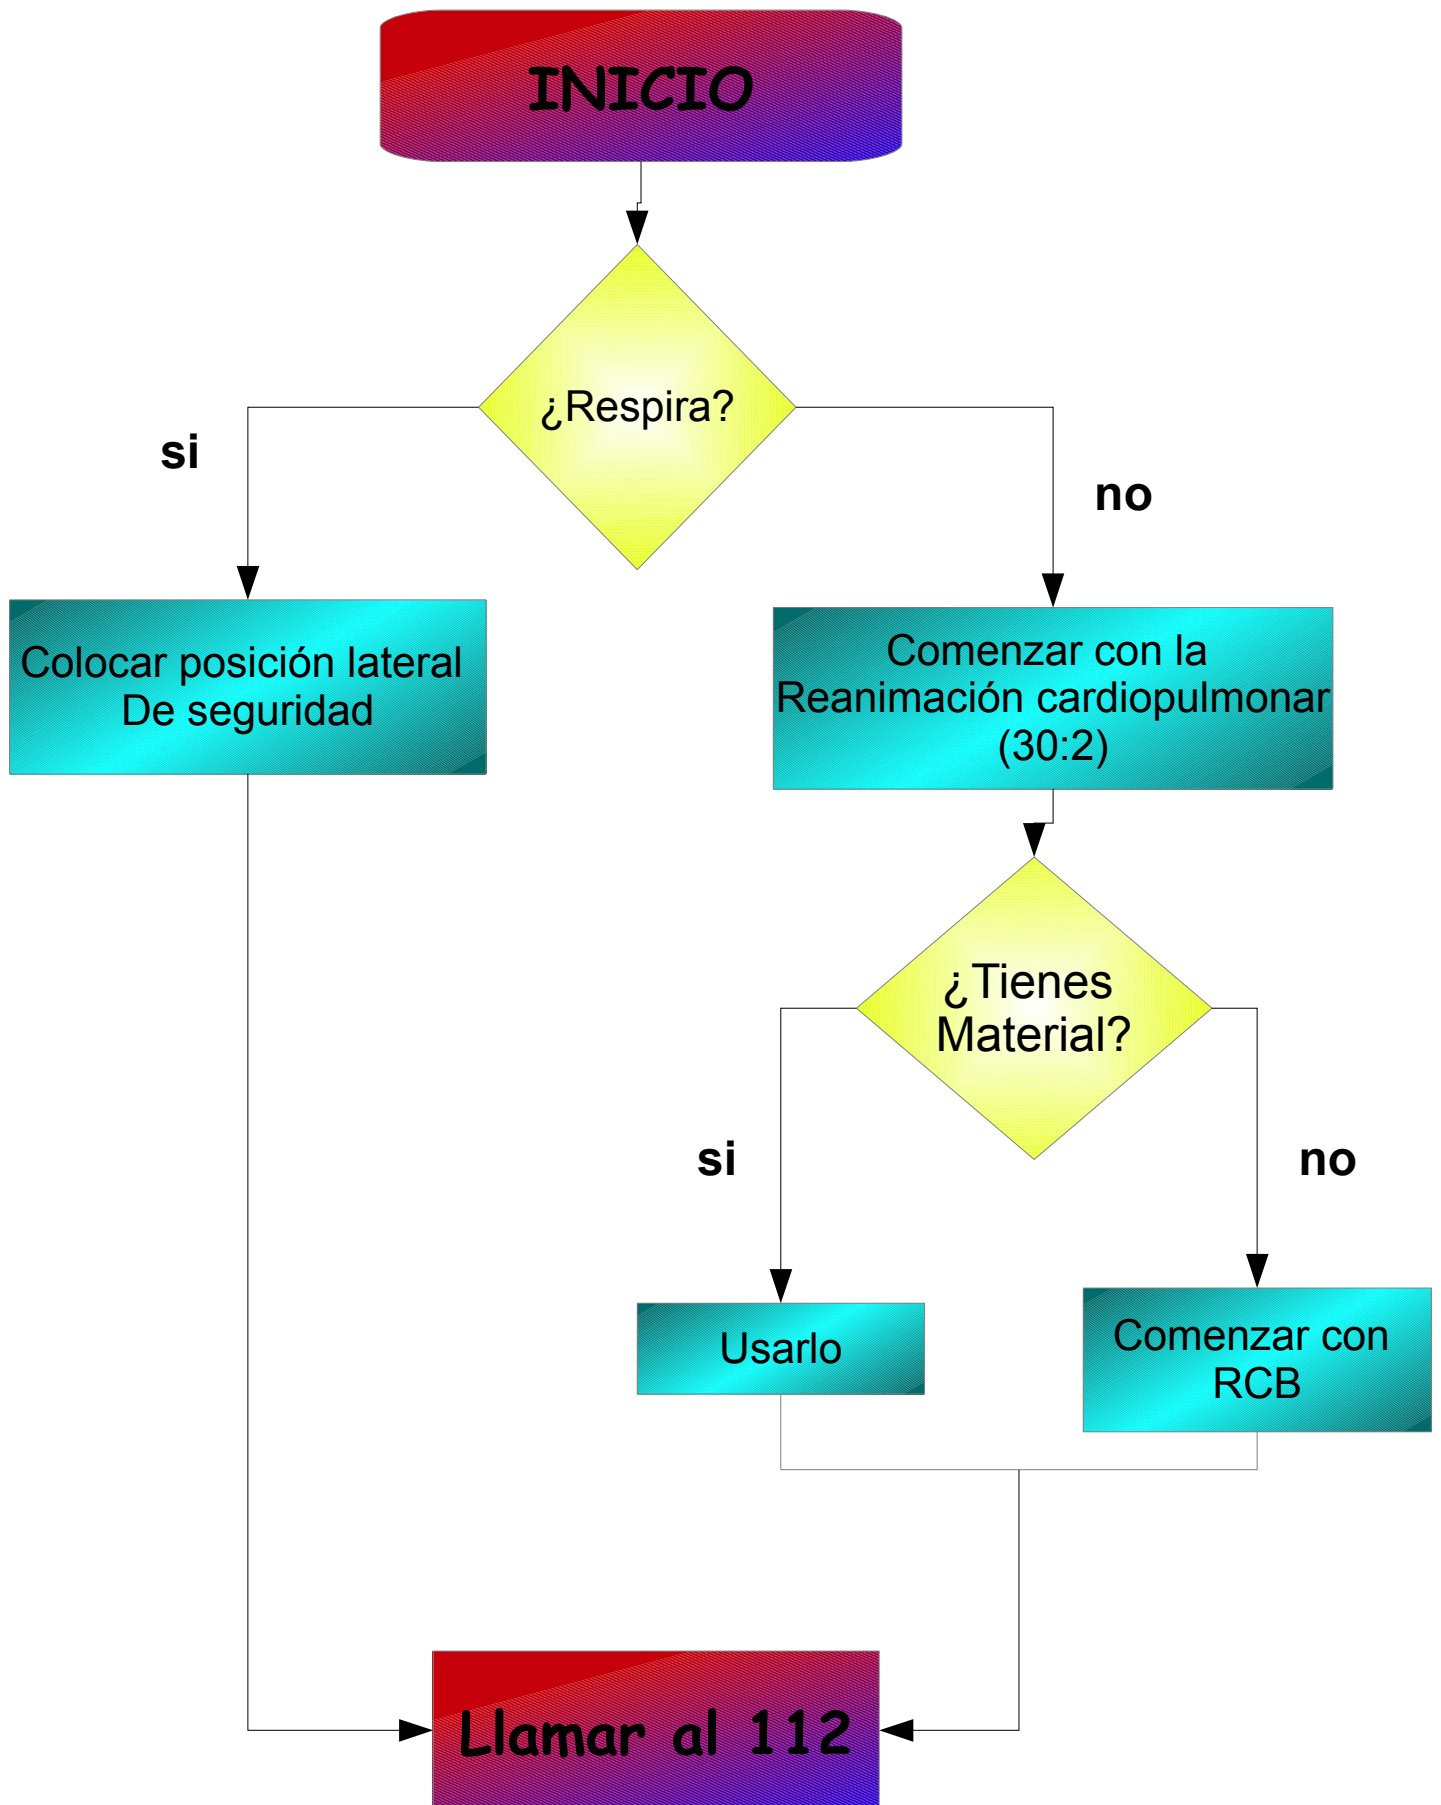 INICIO
¿Respira?
si
no
Colocar posición lateral
De seguridad
Comenzar con la
Reanimación cardiopulmonar
(30:2)
¿Tienes
Material?
si
no
Usarlo
Comenzar con
RCB
Llamar al 112